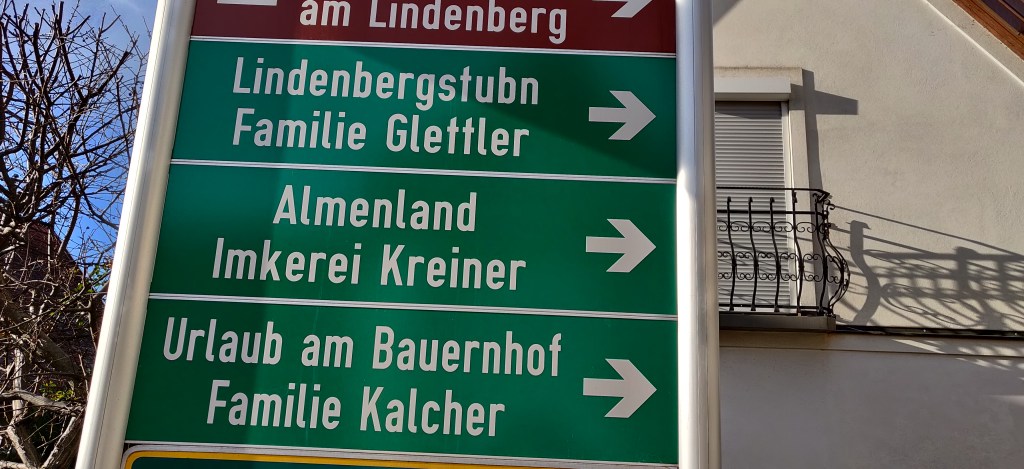 am Lindenberg
Lindenbergstubn
Familie Glettler
Almenland
Imkerei Kreiner
Urlaub am Bauernhof
Familie Kalcher